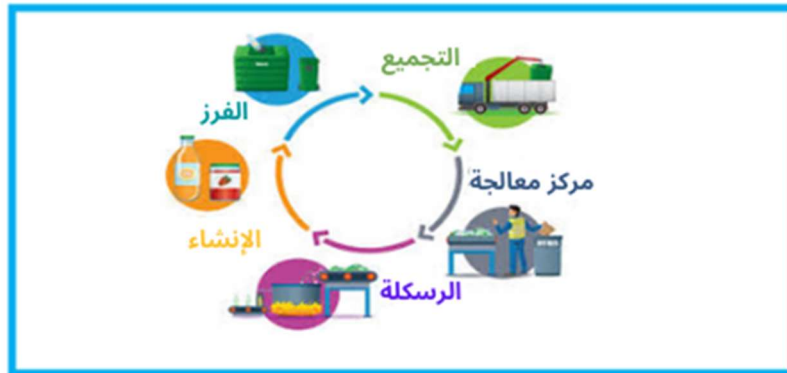 التجميع
الفرز
مركز معالجة
الإنشاء
الرسكلة